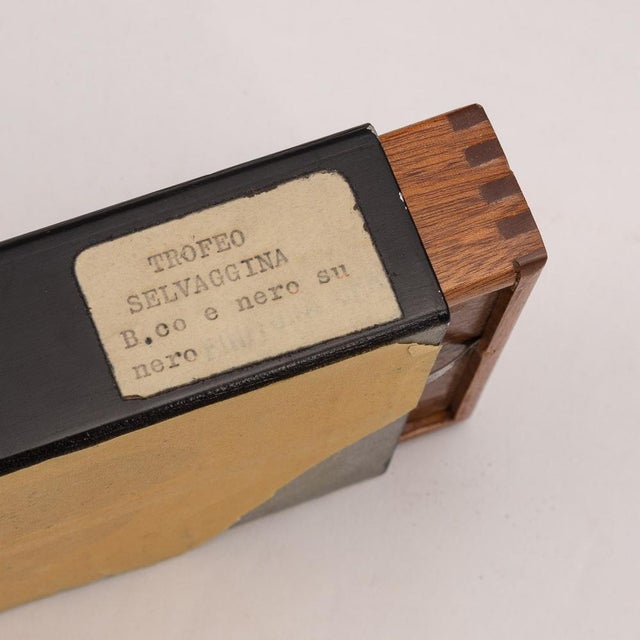 TROFEO
SELVAGGINA
B.co e nero su
nero